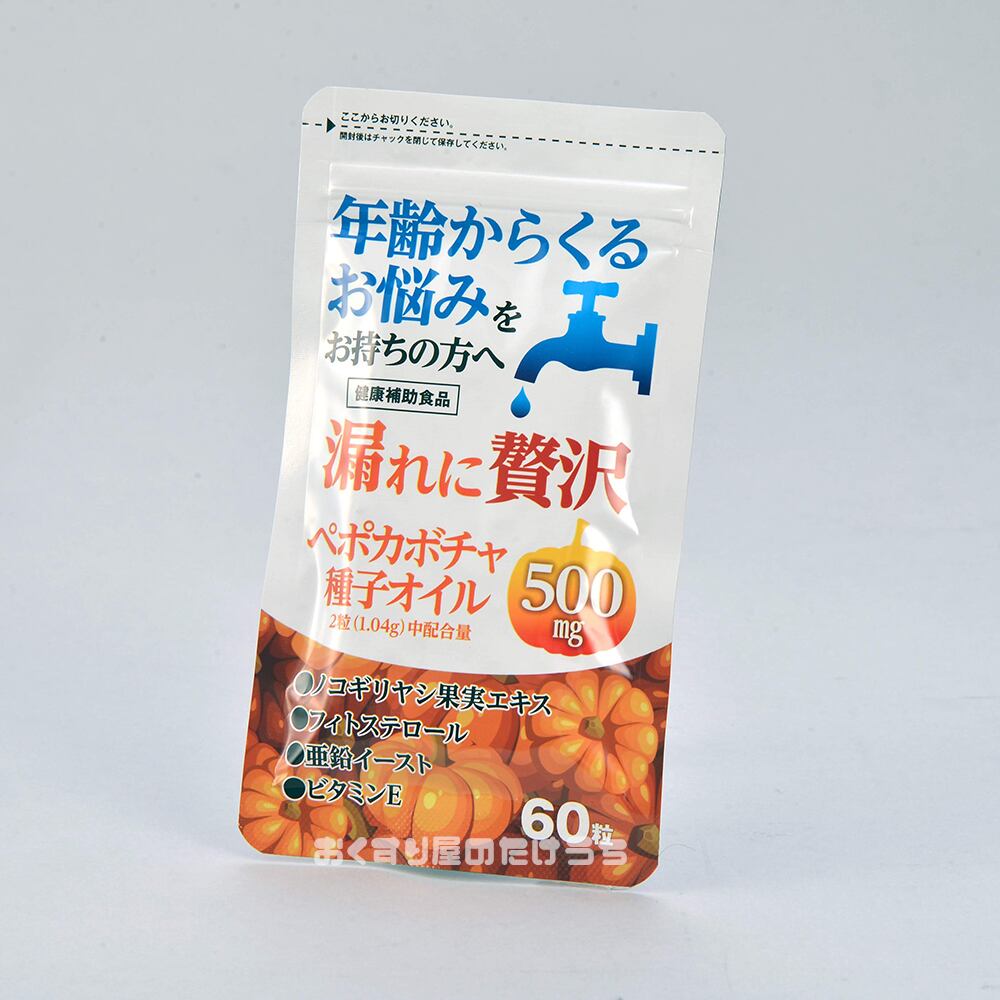 ここからお切りください。
開封後はチャックを閉じて保存してください。
年齢からくる
お悩みを
お持ちの方へ
健康補助食品
漏れに贅沢
ペポカボチャ
種子オイル
500
mg
2粒(1.04g)中配合量
●ノコギリヤシ果実エキス
●フィトステロール
●亜鉛イースト
●ビタミンE
60粒
おくすり屋のたけうち